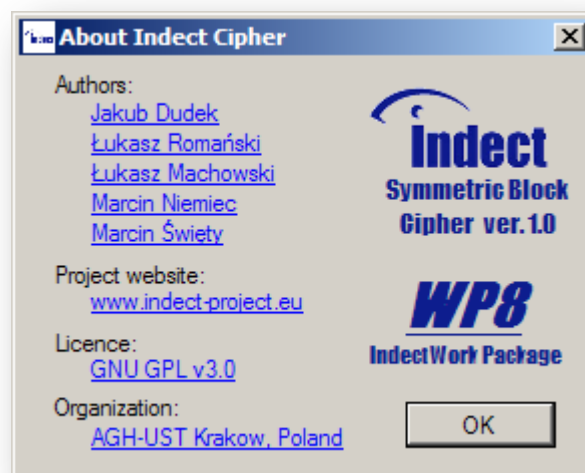 About Indect Cipher
Authors:
Jakub Dudek
Łukasz Romański
Łukasz Machowski
Marcin Niemiec
Marcin Święty
Project website:
www.indect-project.eu
Licence:
GNU GPL v3.0
Organization:
AGH-UST Krakow, Poland
Indect
Symmetric Block
Cipher ver.1.0
WP8
IndectWork Package
OK